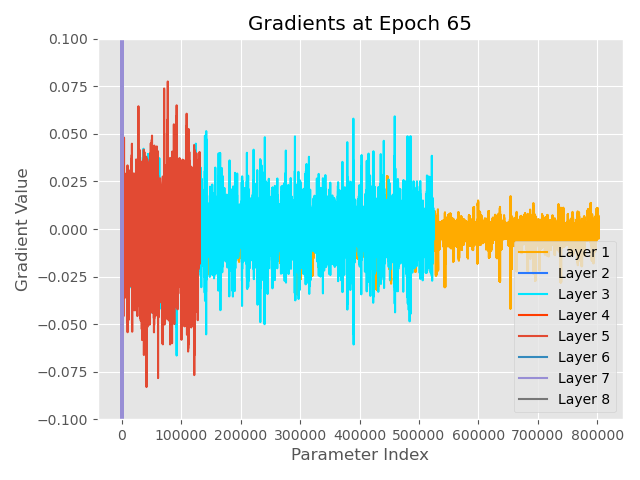 Gradients at Epoch 65
Gradient Value
0.100
0.075
0.050
0.025
0.000
−0.025
−0.050
−0.075
−0.100
0
100000
200000
300000
400000
500000
600000
700000
800000
Parameter Index
Layer 1
Layer 2
Layer 3
Layer 4
Layer 5
Layer 6
Layer 7
Layer 8